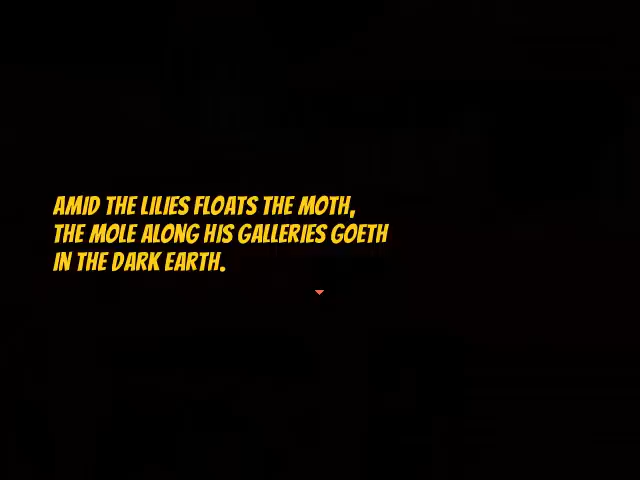 AMID THE LILIES FLOATS THE MOTH,
THE MOLE ALONG HIS GALLERIES GOETH
IN THE DARK EARTH.